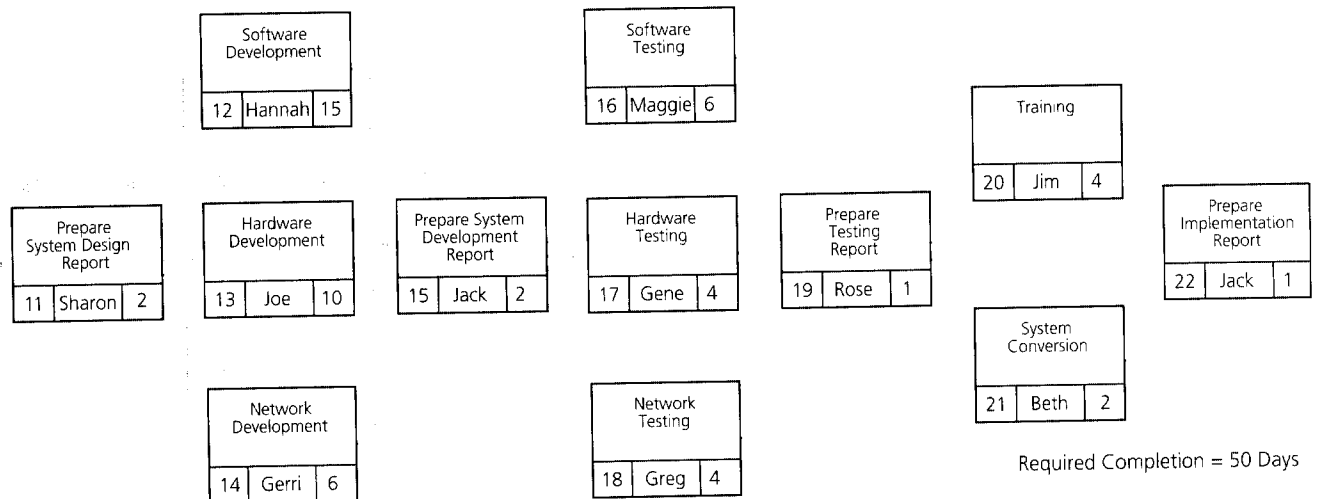 Software
Development
12 Hannah 15
Software
Testing
16 Maggie 6
Training
20 Jim 4
Prepare
System Design
Report
11 Sharon 2
Hardware
Development
13 Joe 10
Prepare System
Development
Report
15 Jack 2
Hardware
Testing
17 Gene 4
Prepare
Testing
Report
19 Rose 1
Prepare
Implementation
Report
22 Jack 1
System
Conversion
21 Beth 2
Network
Development
14 Gerri 6
Network
Testing
18 Greg 4
Required Completion = 50 Days